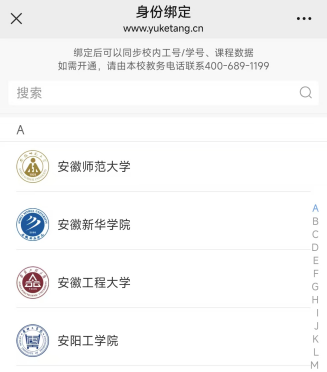 身份绑定
www.yuketang.cn
绑定后可以同步校内工号/学号、课程数据
如需开通，请由本校教务电话联系400-689-1199
搜索
A
安徽师范大学
安徽新华学院
安徽工程大学
安阳工学院
A
B
C
D
E
F
G
H
I
J
K
L
M